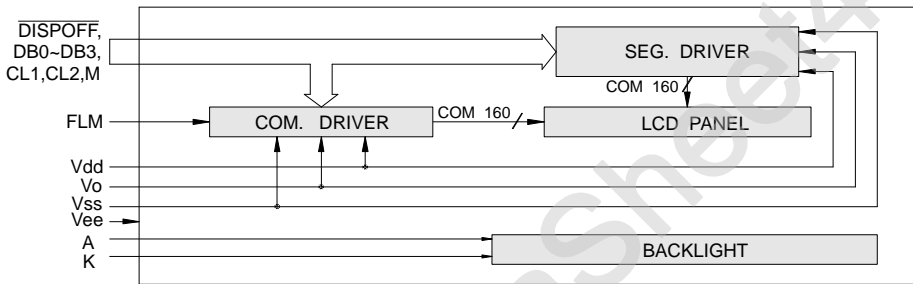 DISPOFF,
DB0~DB3,
CL1,CL2,M
SEG. DRIVER
COM 160
FLM
COM. DRIVER
COM 160
LCD PANEL
Vdd
Vo
Vss
Vee
A
K
BACKLIGHT